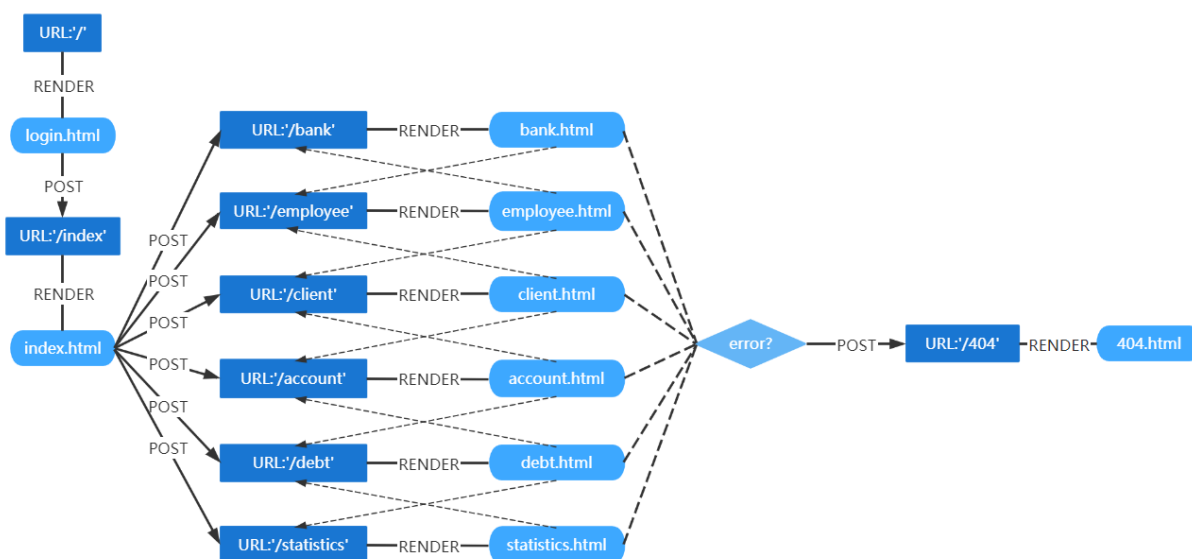 URL:'/'
RENDER
login.html
POST
URL:'/index'
RENDER
index.html
POST
POST
POST
POST
POST
POST
URL:'/bank'
RENDER
bank.html
URL:'/employee'
RENDER
employee.html
URL:'/client'
RENDER
client.html
URL:'/account'
RENDER
account.html
URL:'/debt'
RENDER
debt.html
URL:'/statistics'
RENDER
statistics.html
error?
POST
URL:'/404'
RENDER
404.html